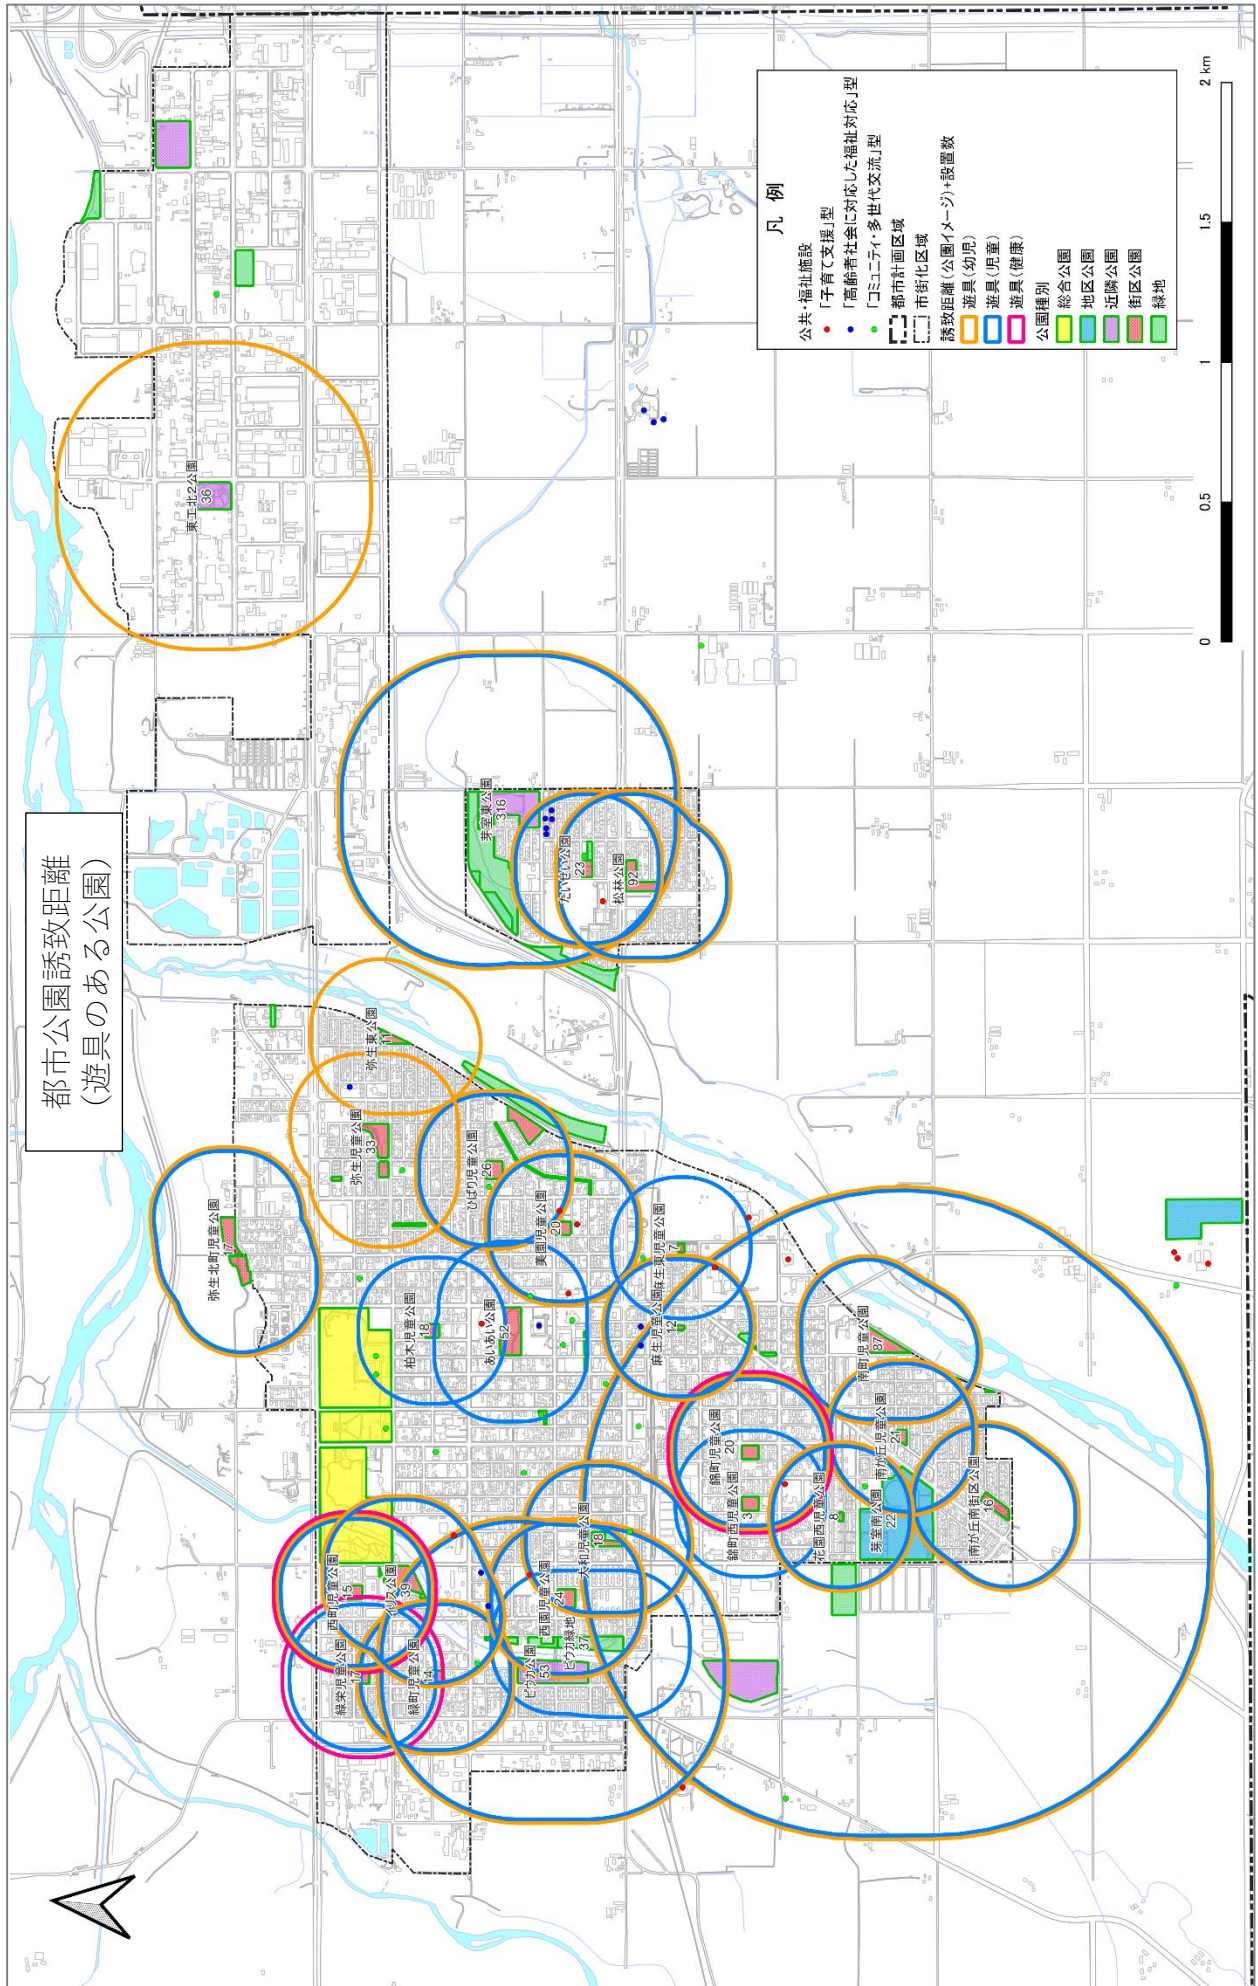 都市公園誘致距離
(遊具のある公園)
凡 例
公共・福祉施設
「子育て支援」型
「高齢者社会に対応した福祉対応」型
「コミュニティ・多世代交流」型
都市計画区域
市街化区域
誘致距離(公園イメージ)+設置数
遊具(幼児)
遊具(児童)
遊具(健康)
公園種別
総合公園
地区公園
近隣公園
街区公園
緑地
0
0.5
1
1.5
2 km
東工北2公園
36
芽室東公園
316
たいせい公園
23
松林公園
92
弥生東公園
11
弥生児童公園
33
弥生北町児童公園
17
ひばり児童公園
26
美園児童公園
20
柏木児童公園
18
あいあい公園
52
麻生東児童公園
7
麻生児童公園
12
南町児童公園
87
南が丘児童公園
21
南が丘南街区公園
16
芽室南公園
22
花園西児童公園
8
錦町児童公園
20
錦町西児童公園
3
大和児童公園
18
西園児童公園
24
ピウカ緑地
37
ピウカ公園
53
西町児童公園
15
イリス公園
39
緑栄児童公園
17
緑町児童公園
14